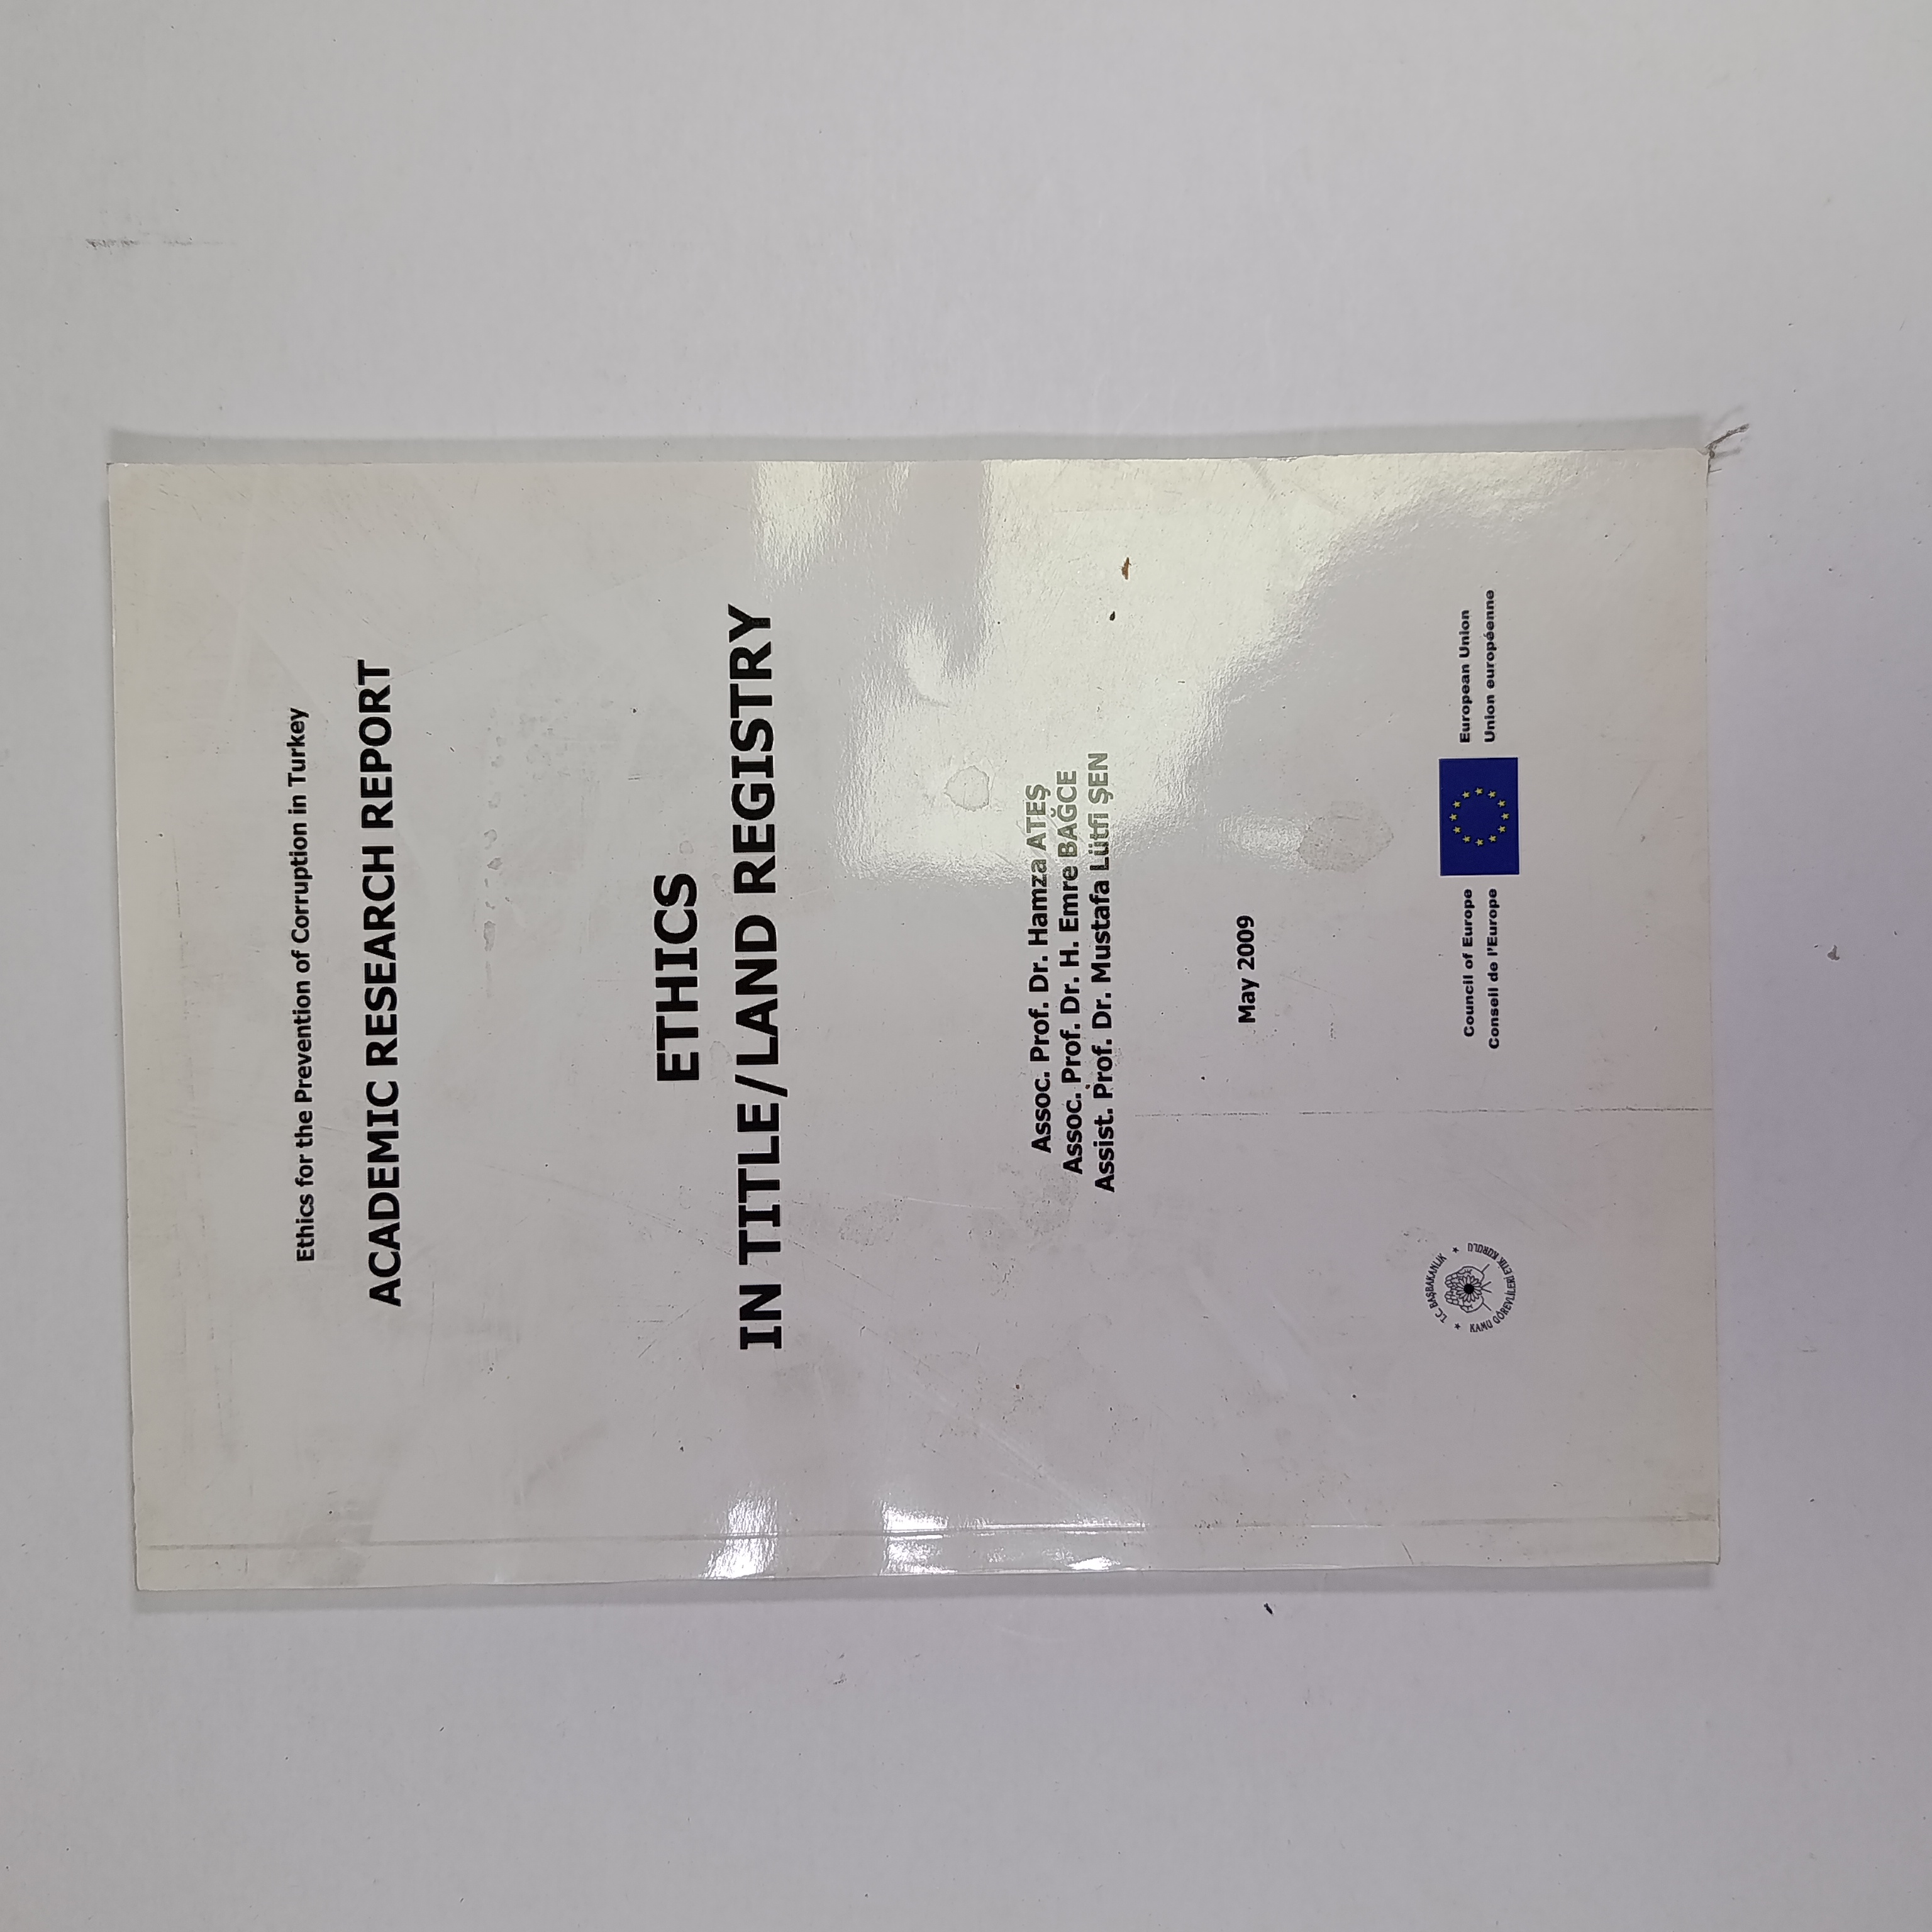 Ethics for the Prevention of Corruption in Turkey
ACADEMIC RESEARCH REPORT
ETHICS
IN TITLE/LAND REGISTRY
Assoc. Prof. Dr. Hamza ATEŞ
Assoc. Prof. Dr. H. Emre BAĞCE
Assist. Prof. Dr. Mustafa Lütfi ŞEN
May 2009
T.C. BAŞBAKANLIK
KAMU GÖREVLİLERİ ETİK KURULU
Council of Europe
Conseil de l'Europe
European Union
Union européenne